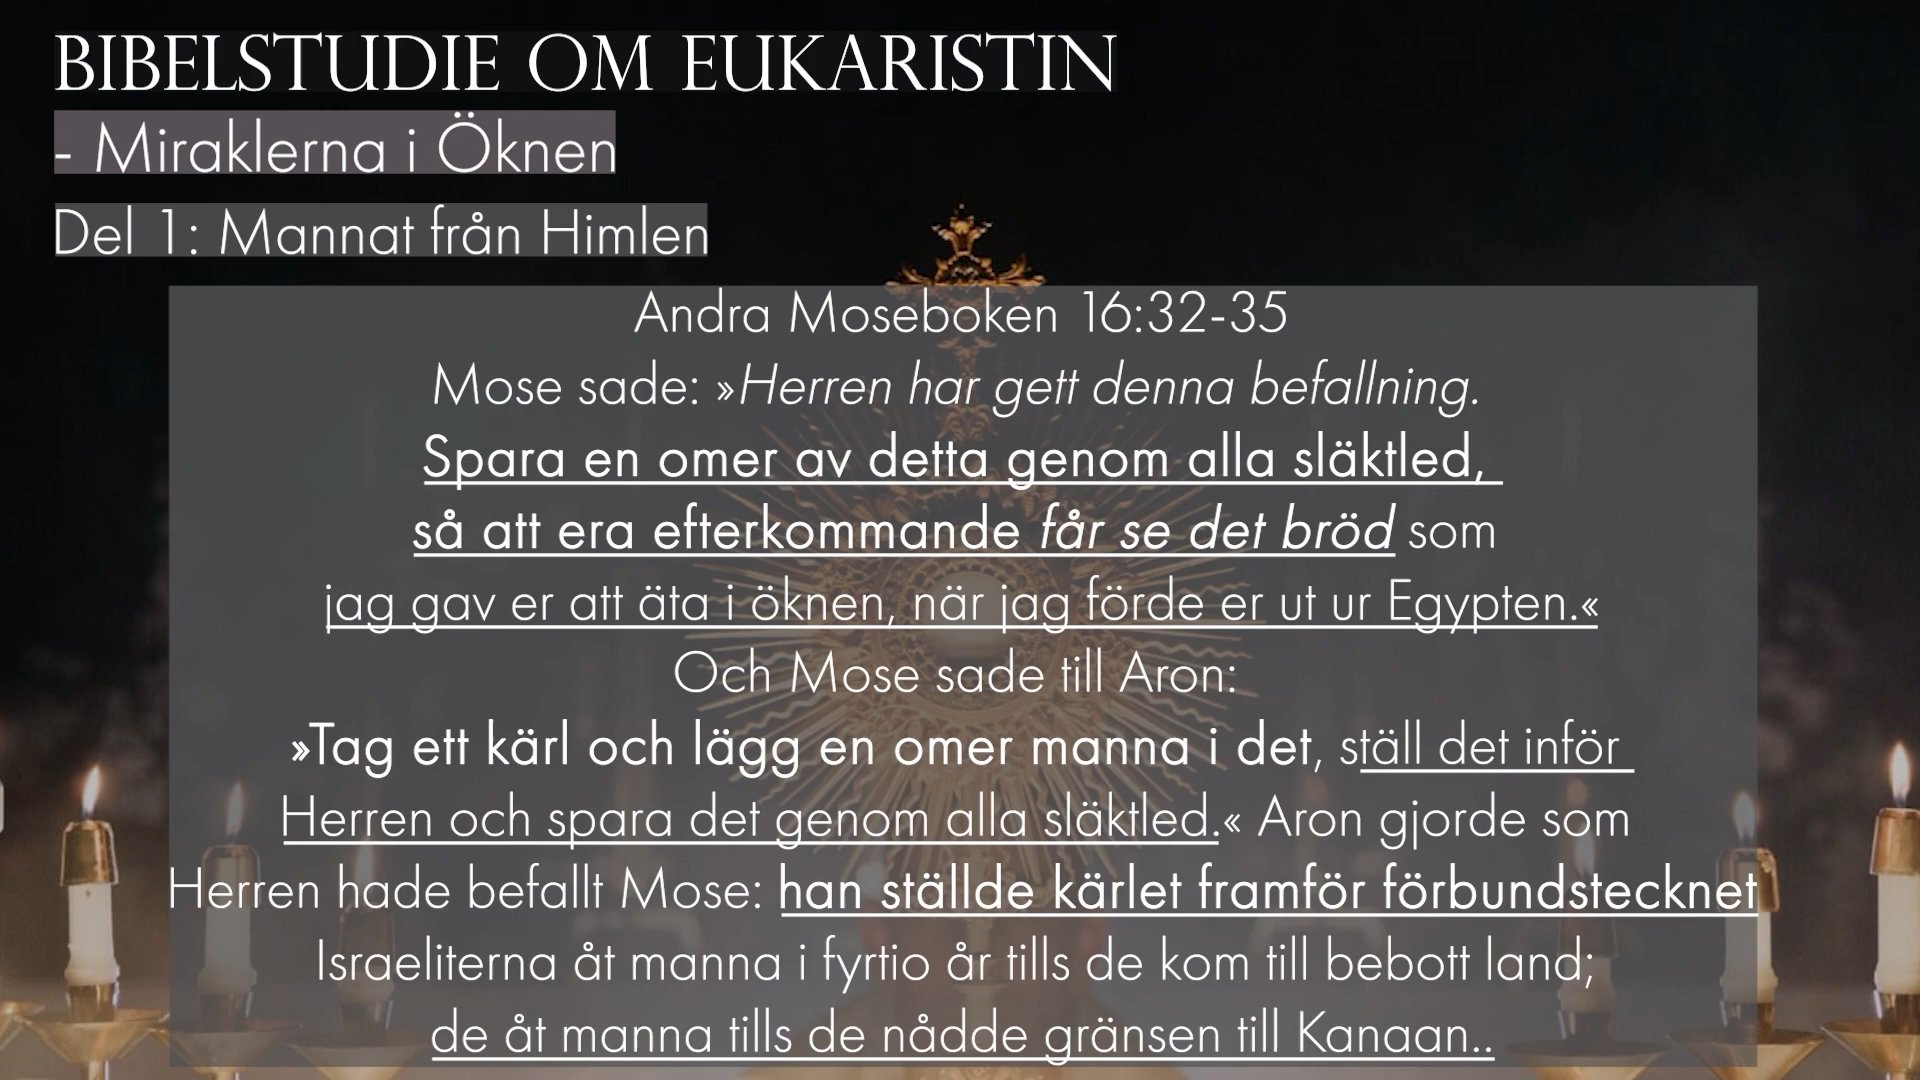 BIBELSTUDIE OM EUKARISTIN
- Miraklerna i Öknen
Del 1: Mannat från Himlen
Andra Moseboken 16:32-35
Mose sade: »Herren har gett denna befallning.
Spara en omer av detta genom alla släktled,
så att era efterkommande får se det bröd som
jag gav er att äta i öknen, när jag förde er ut ur Egypten.«
Och Mose sade till Aron:
»Tag ett kärl och lägg en omer manna i det, ställ det inför
Herren och spara det genom alla släktled.« Aron gjorde som
Herren hade befallt Mose: han ställde kärlet framför förbundstecknet
Israeliterna åt manna i fyrtio år tills de kom till bebott land;
de åt manna tills de nådde gränsen till Kanaan..